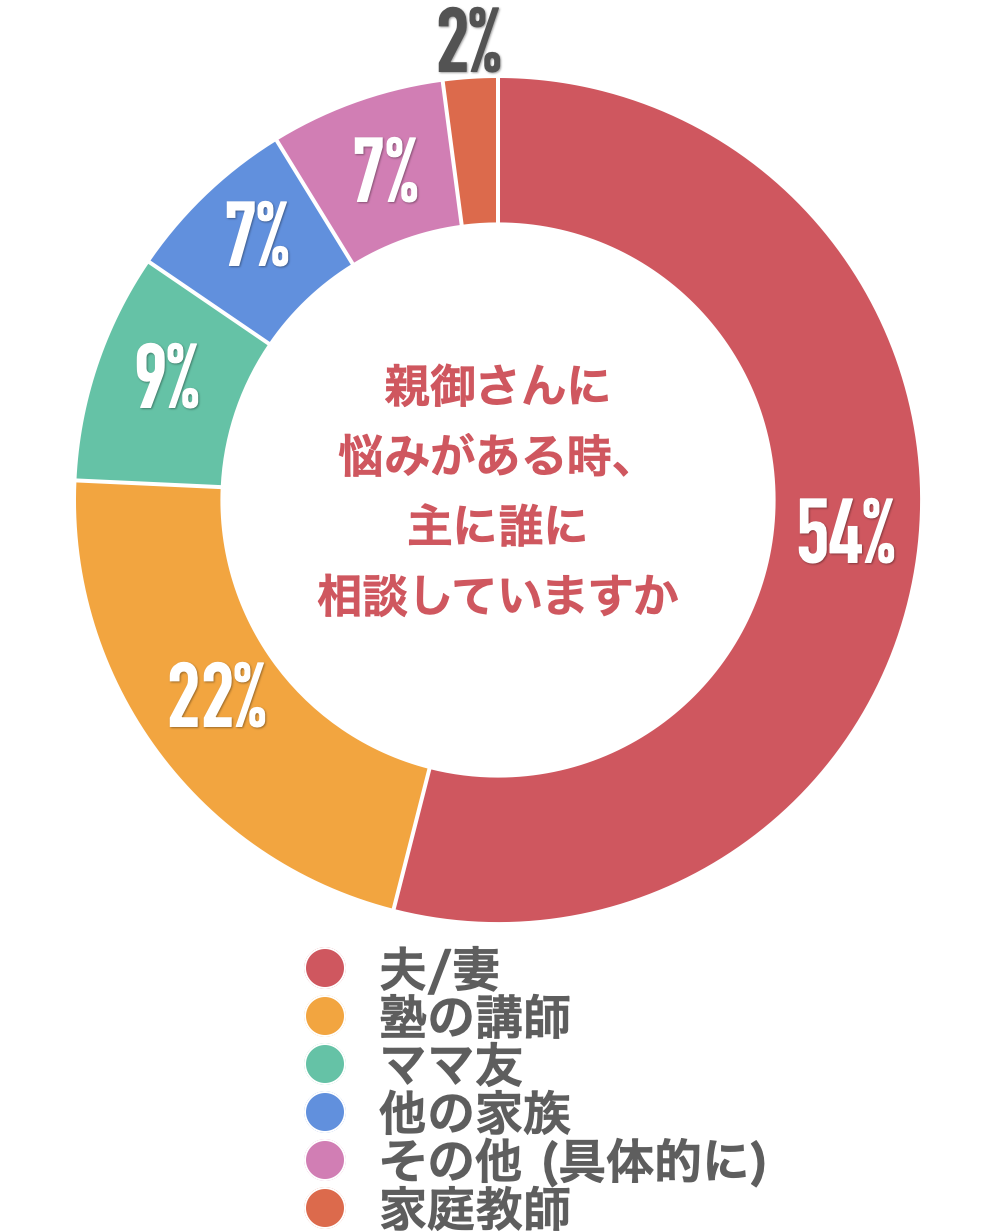 2%
7%
7%
9%
親御さんに
悩みがある時、
主に誰に
相談していますか
54%
22%
夫/妻
塾の講師
ママ友
他の家族
その他 (具体的に)
家庭教師